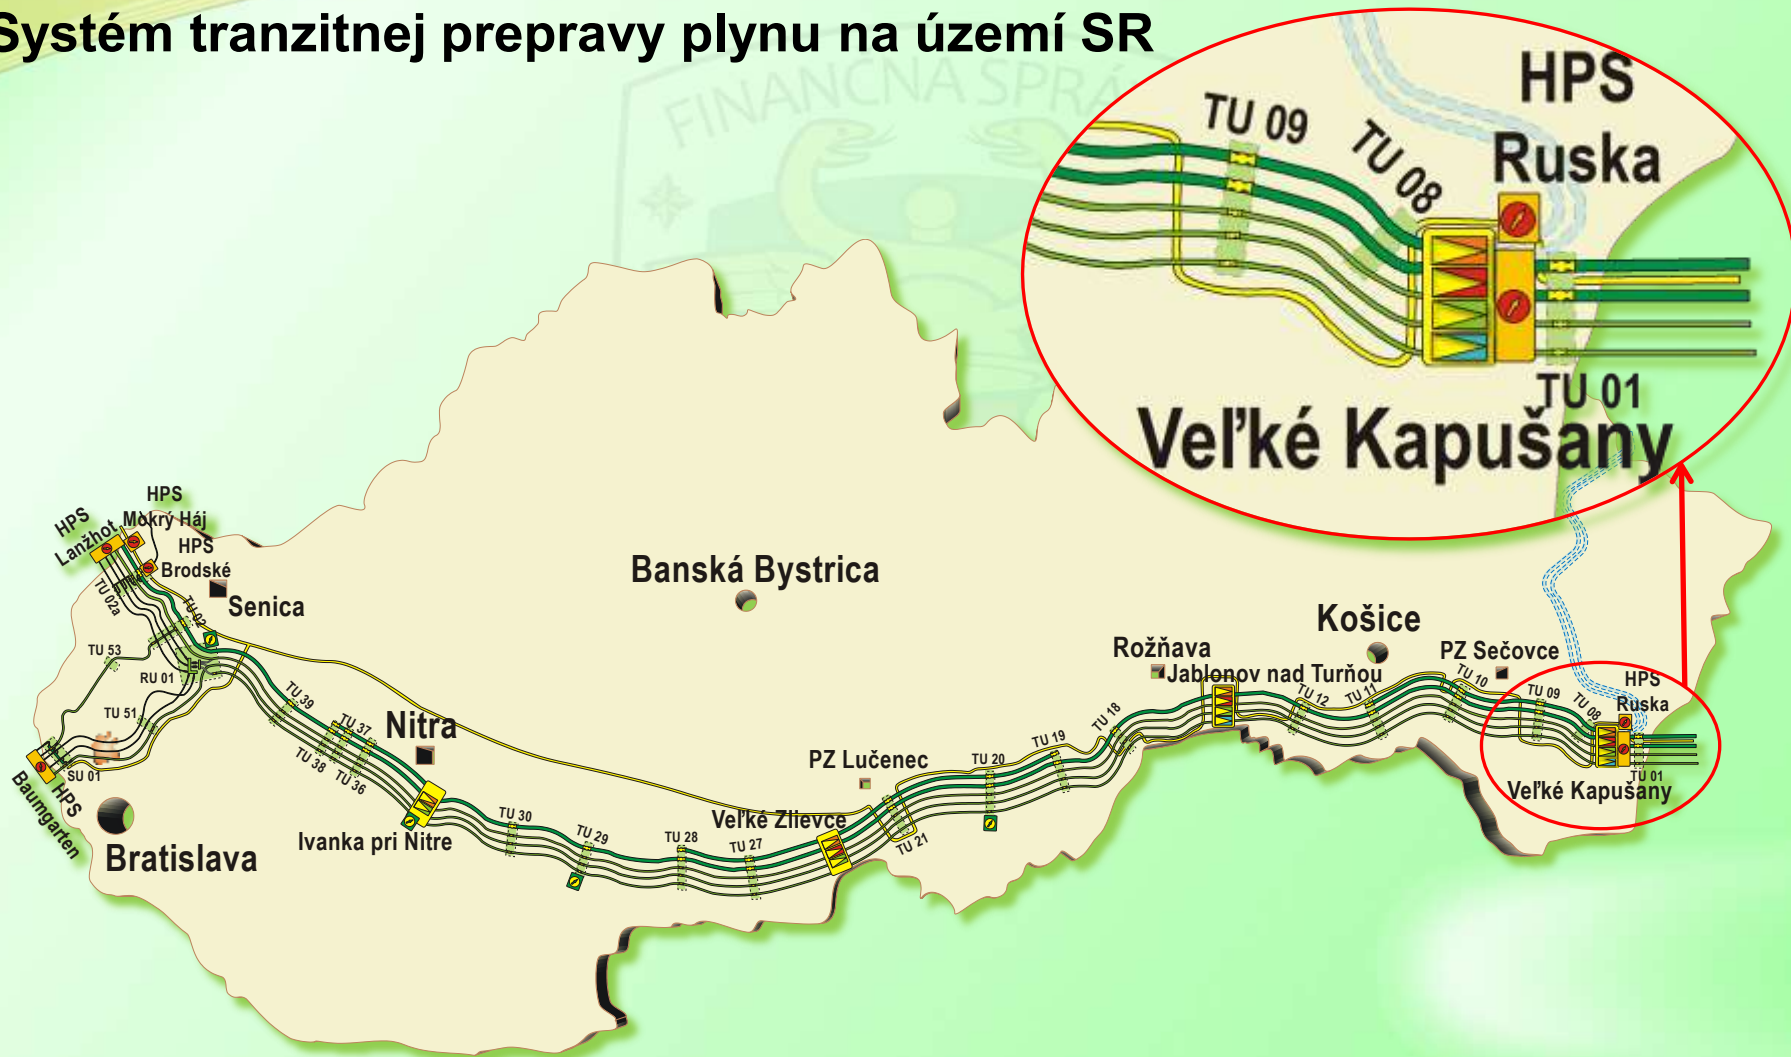 Systém tranzitnej prepravy plynu na území SR
FINANČNÁ SPRÁ
HPS
Ruska
TU 09
TU 08
TU 01
Veľké Kapušany
HPS
Lanžhot
HPS
Mokrý Háj
HPS
Brodské
TU 02a
TU 02
Senica
TU 53
RU 01
TU 51
SU 01
HPS
Baumgarten
Bratislava
TU 39
TU 37
TU 38
TU 36
Nitra
Ivanka pri Nitre
Banská Bystrica
TU 30
TU 29
TU 28
TU 27
Veľké Zlievce
PZ Lučenec
TU 21
TU 20
TU 19
TU 18
Rožňava
Jablonov nad Turňou
Košice
TU 12
TU 11
PZ Sečovce
TU 10
TU 09
TU 08
HPS
Ruska
TU 01
Veľké Kapušany